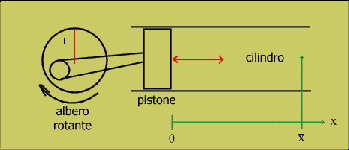 r
cilindro
albero
rotante
pistone
x
0
x̅